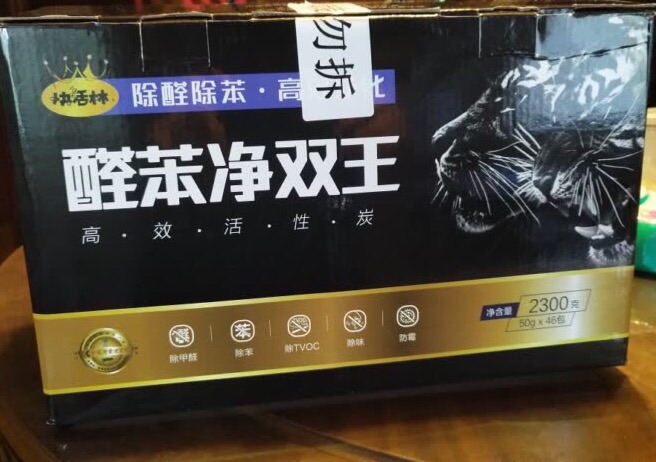 勿拆
快活林
除醛除苯·高
醛苯净双王
高·效·活·性·炭
净含量 2300克
50g x 46包
除甲醛 除苯 除TVOC 除味 防霉